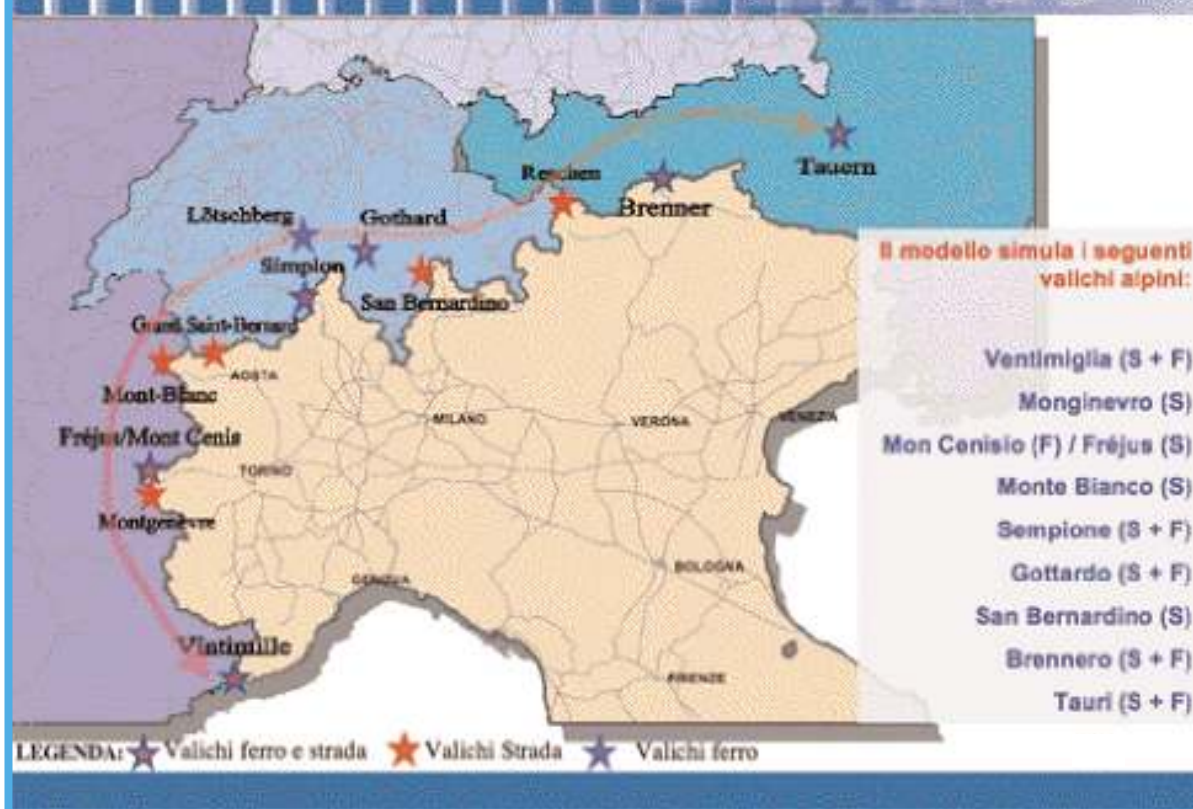 Tauern
Reschen
Brenner
Lötschberg
Gothard
Simplon
San Bernardino
Grand Saint-Bernard
AOSTA
Mont-Blanc
MILANO
VERONA
VENEZIA
Fréjus/Mont Cenis
TORINO
Montgenèvre
BOLOGNA
GENOVA
Vintimille
FIRENZE
Il modello simula i seguenti
valichi alpini:
Ventimiglia (S + F)
Monginevro (S)
Mon Cenisio (F) / Fréjus (S)
Monte Bianco (S)
Sempione (S + F)
Gottardo (S + F)
San Bernardino (S)
Brennero (S + F)
Tauri (S + F)
LEGENDA: Valichi ferro e strada Valichi Strada Valichi ferro